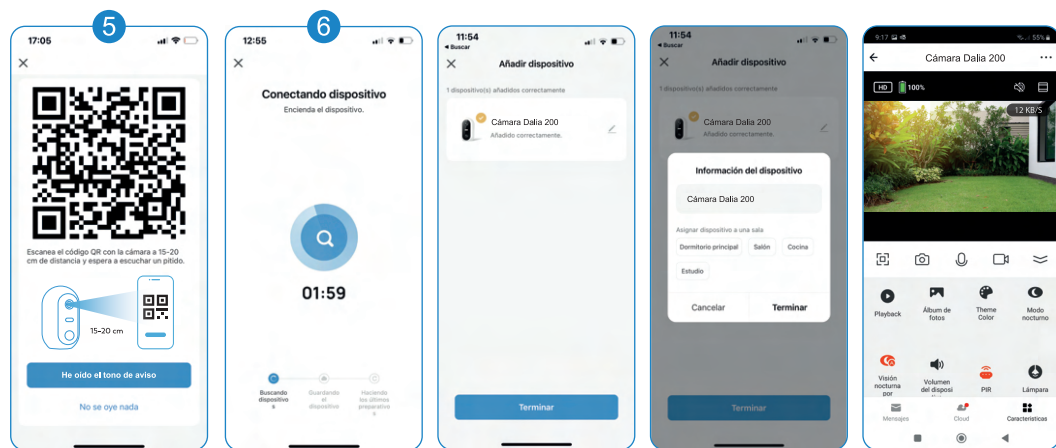 5
17:05
Escanea el código QR con la cámara a 15-20
cm de distancia y espera a escuchar un pitido.
15-20 cm
He oído el tono de aviso
No se oye nada
6
12:55
Conectando dispositivo
Encienda el dispositivo.
01:59
Buscando
dispositivo
s
Guardando
el
dispositivo
Haciendo
los últimos
preparativo
s
11:54
Buscar
Añadir dispositivo
1 dispositivo(s) añadidos correctamente
Cámara Dalia 200
Añadido correctamente.
Terminar
11:54
Buscar
Añadir dispositivo
1 dispositivo(s) añadidos correctamente
Cámara Dalia 200
Añadido correctamente.
Información del dispositivo
Cámara Dalia 200
Asignar dispositivo a una sala
Dormitorio principal
Salón
Cocina
Estudio
Cancelar
Terminar
Terminar
9:17
55%
Cámara Dalia 200
HD
100%
12 KB/S
Playback
Álbum de
fotos
Theme
Color
Modo
nocturno
Visión
nocturna
por
Volumen
del disposi
PIR
Lámpara
Mensajes
Cloud
Características